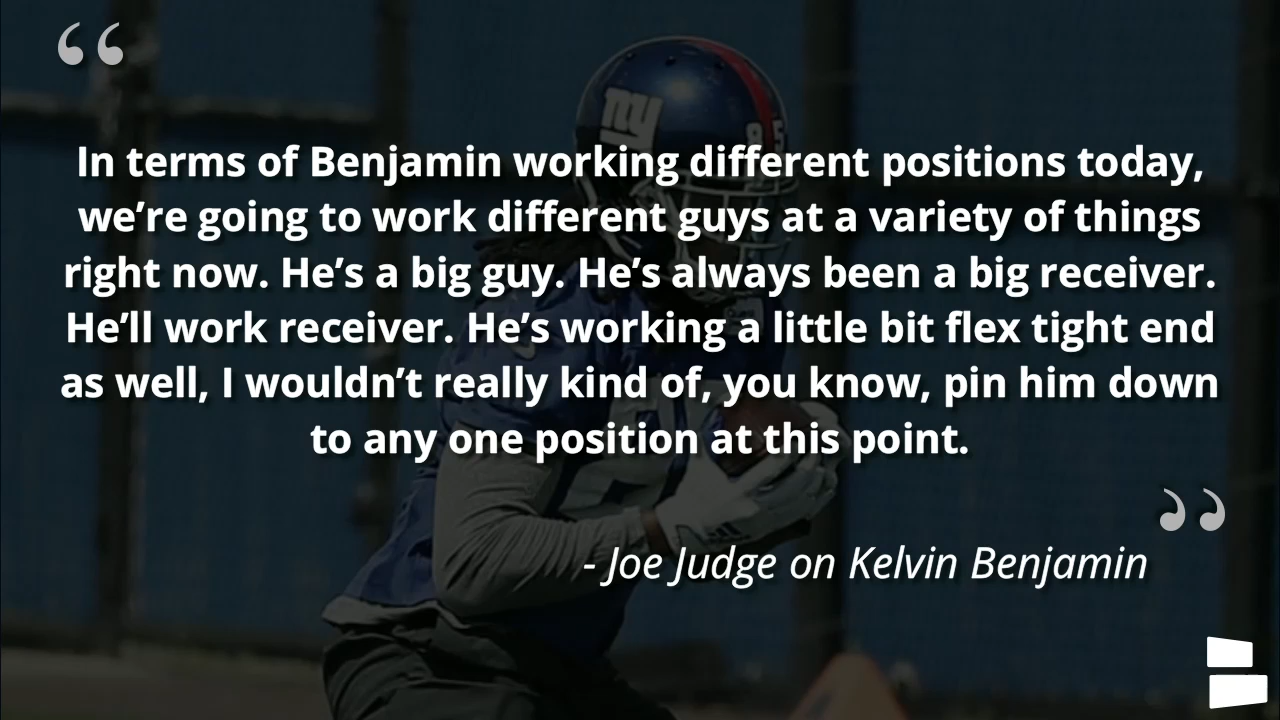 “
ny
85
In terms of Benjamin working different positions today,
we’re going to work different guys at a variety of things
right now. He’s a big guy. He’s always been a big receiver.
He’ll work receiver. He’s working a little bit flex tight end
as well, I wouldn’t really kind of, you know, pin him down
to any one position at this point.
”
- Joe Judge on Kelvin Benjamin